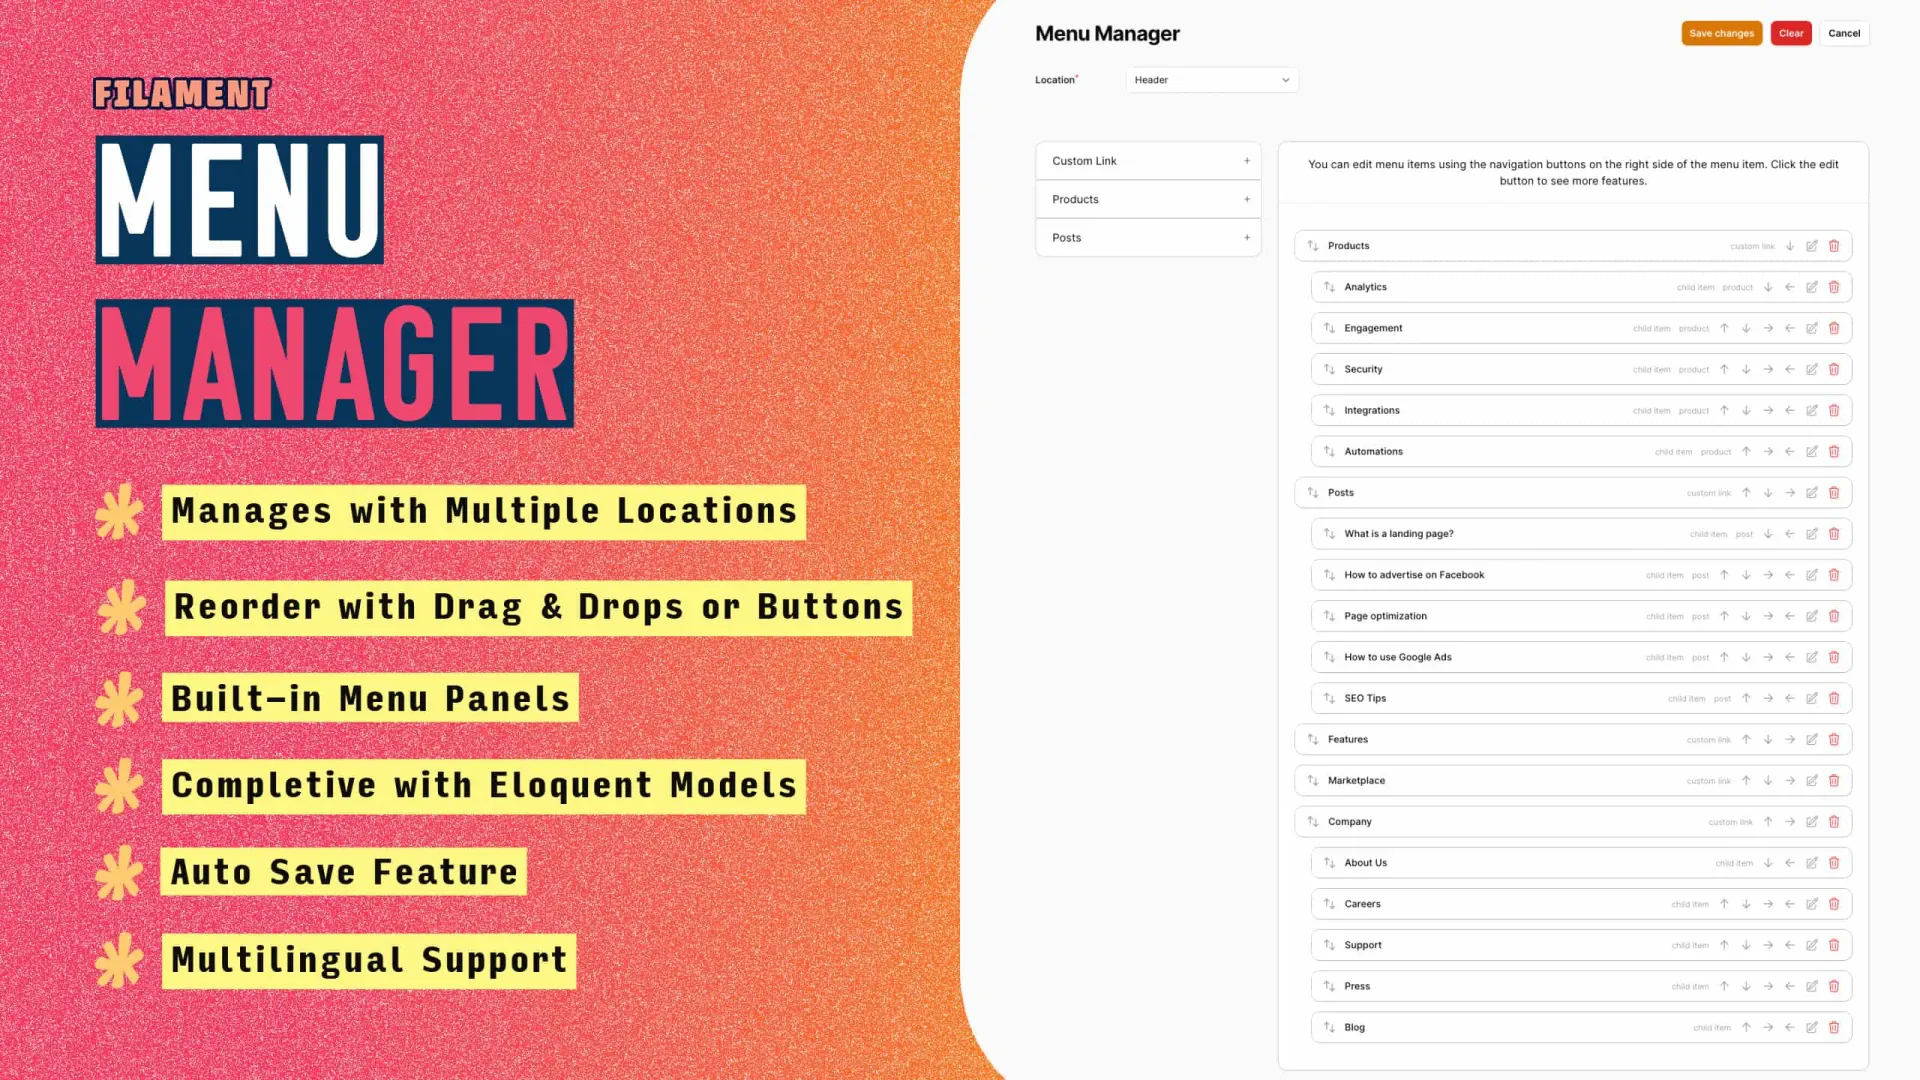 FILAMENT
MENU
MANAGER
Manages with Multiple Locations
Reorder with Drag & Drops or Buttons
Built-in Menu Panels
Completive with Eloquent Models
Auto Save Feature
Multilingual Support
Menu Manager
Save changes
Clear
Cancel
Location*
Header
Custom Link +
Products +
Posts +
You can edit menu items using the navigation buttons on the right side of the menu item. Click the edit
button to see more features.
Products custom link
Analytics child item product
Engagement child item product
Security child item product
Integrations child item product
Automations child item product
Posts custom link
What is a landing page? child item post
How to advertise on Facebook child item post
Page optimization child item post
How to use Google Ads child item post
SEO Tips child item post
Features custom link
Marketplace custom link
Company custom link
About Us child item
Careers child item
Support child item
Press child item
Blog child item